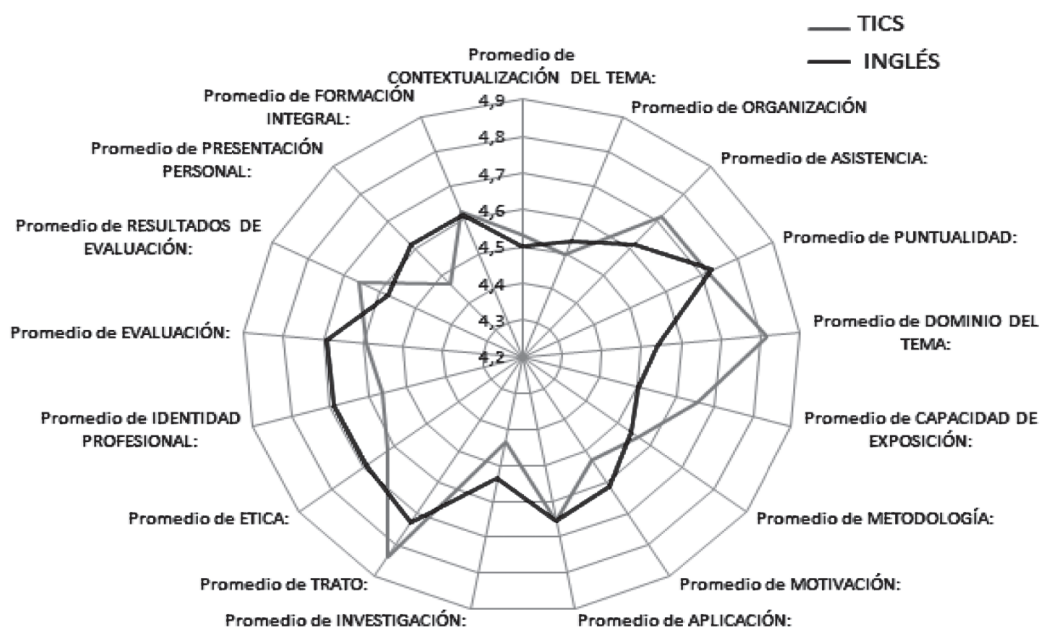 TICS
INGLÉS
Promedio de
CONTEXTUALIZACIÓN DEL TEMA:
Promedio de ORGANIZACIÓN
Promedio de ASISTENCIA:
Promedio de PUNTUALIDAD:
Promedio de DOMINIO DEL
TEMA:
Promedio de CAPACIDAD DE
EXPOSICIÓN:
Promedio de METODOLOGÍA:
Promedio de MOTIVACIÓN:
Promedio de APLICACIÓN:
Promedio de INVESTIGACIÓN:
Promedio de TRATO:
Promedio de ETICA:
Promedio de IDENTIDAD
PROFESIONAL:
Promedio de EVALUACIÓN:
Promedio de RESULTADOS DE
EVALUACIÓN:
Promedio de PRESENTACIÓN
PERSONAL:
Promedio de FORMACIÓN
INTEGRAL:
4,9
4,8
4,7
4,6
4,5
4,4
4,3
4,2